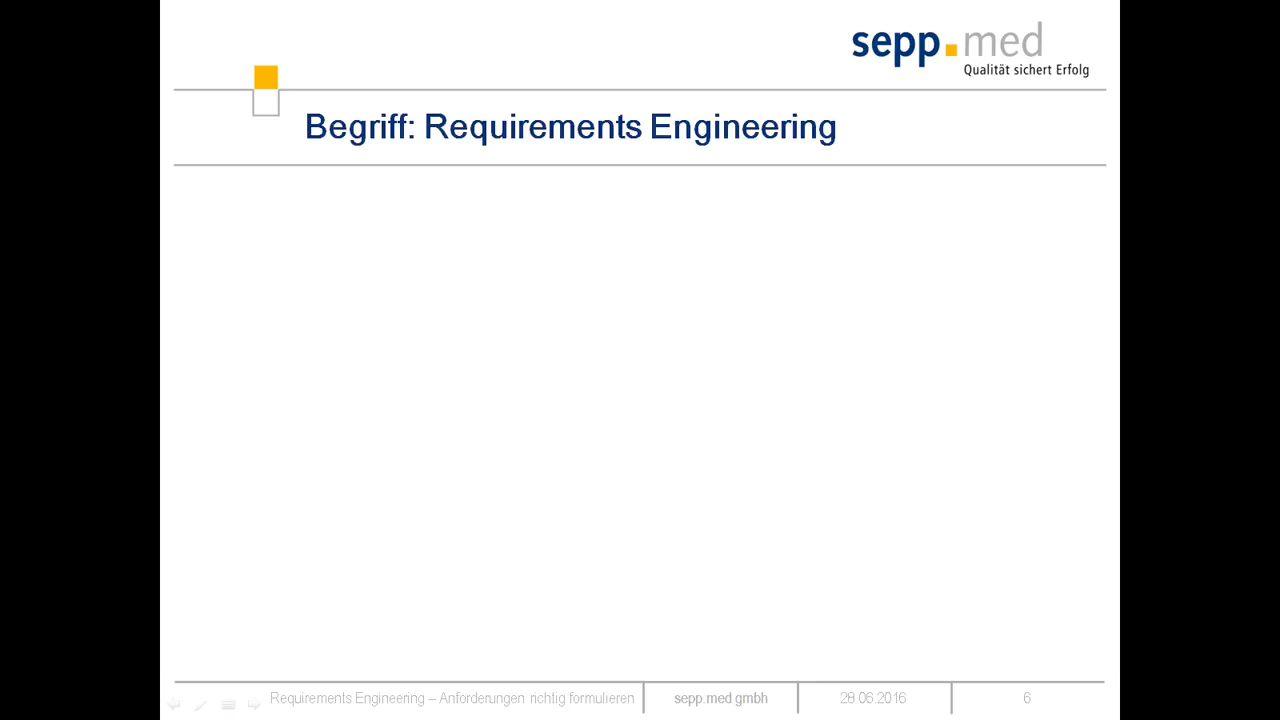 sepp.med
Qualität sichert Erfolg
Begriff: Requirements Engineering
Requirements Engineering – Anforderungen richtig formulieren
sepp.med gmbh
28.06.2016
6